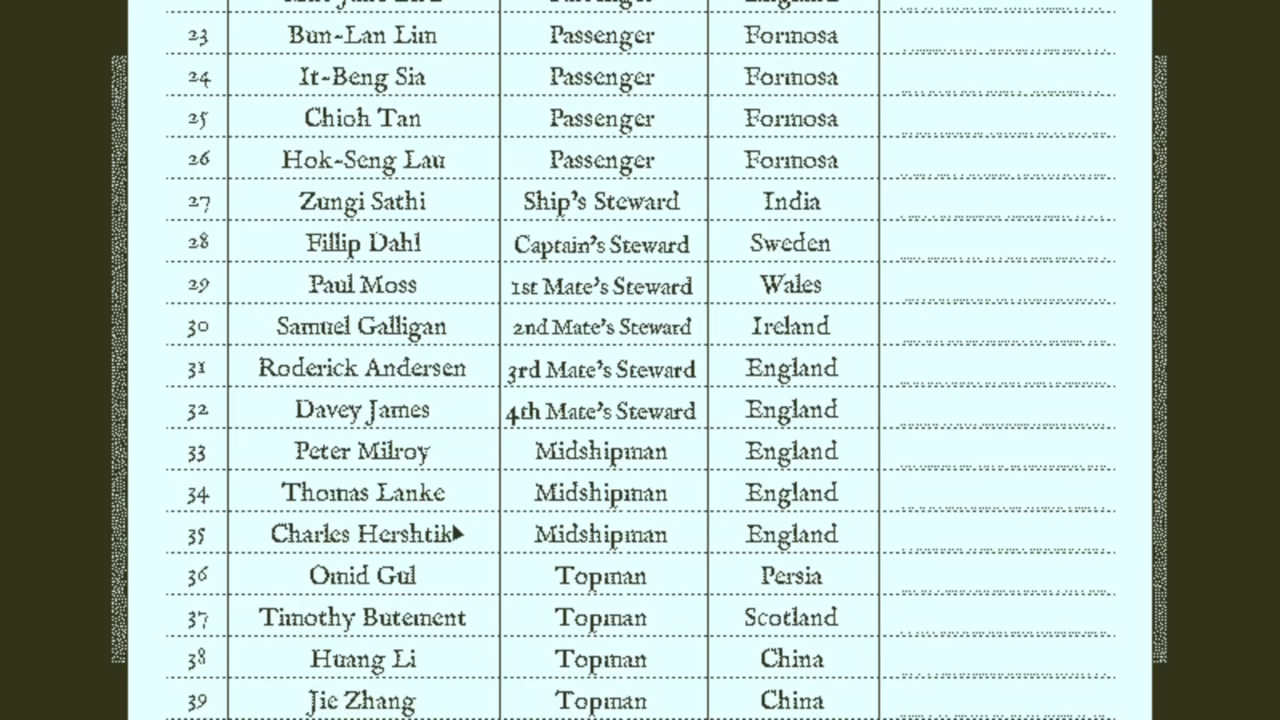 23 Bun-Lan Lim Passenger Formosa
24 It-Beng Sia Passenger Formosa
25 Chioh Tan Passenger Formosa
26 Hok-Seng Lau Passenger Formosa
27 Zungi Sathi Ship's Steward India
28 Fillip Dahl Captain's Steward Sweden
29 Paul Moss 1st Mate's Steward Wales
30 Samuel Galligan 2nd Mate's Steward Ireland
31 Roderick Andersen 3rd Mate's Steward England
32 Davey James 4th Mate's Steward England
33 Peter Milroy Midshipman England
34 Thomas Lanke Midshipman England
35 Charles Hershtik Midshipman England
36 Omid Gul Topman Persia
37 Timothy Butement Topman Scotland
38 Huang Li Topman China
39 Jie Zhang Topman China